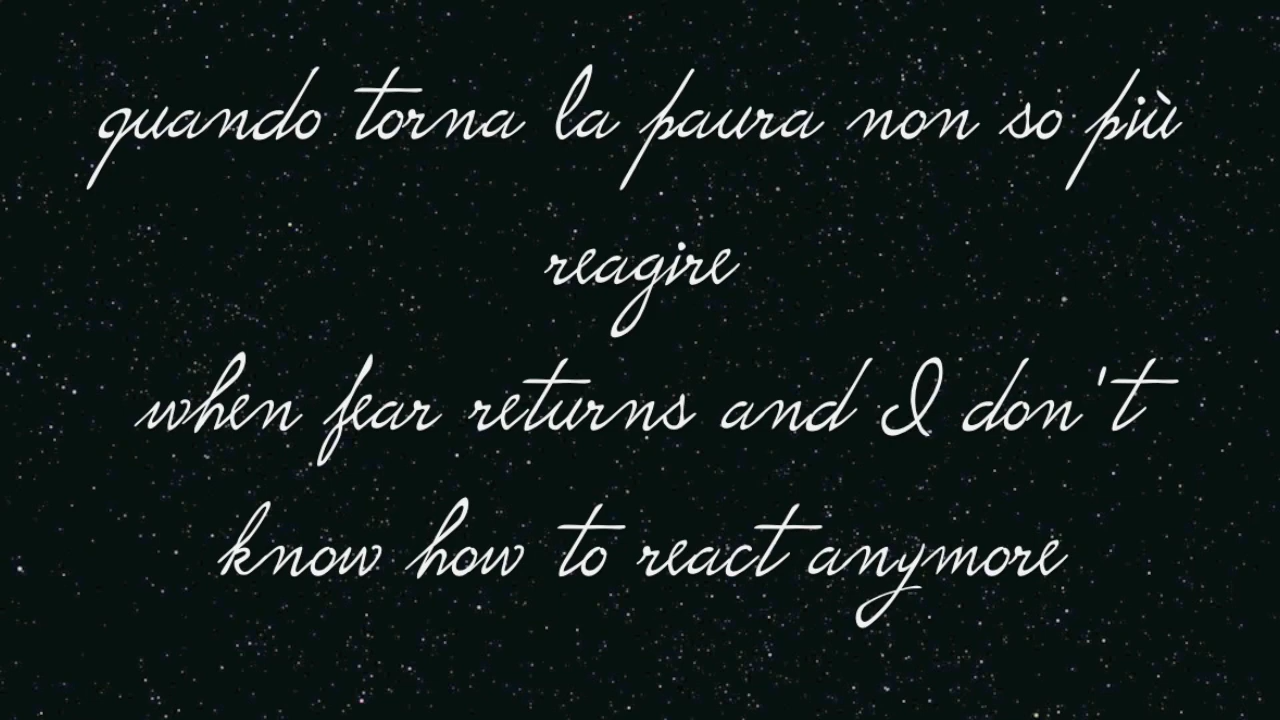 quando torna la paura non so più
reagire
when fear returns and I don't
know how to react anymore